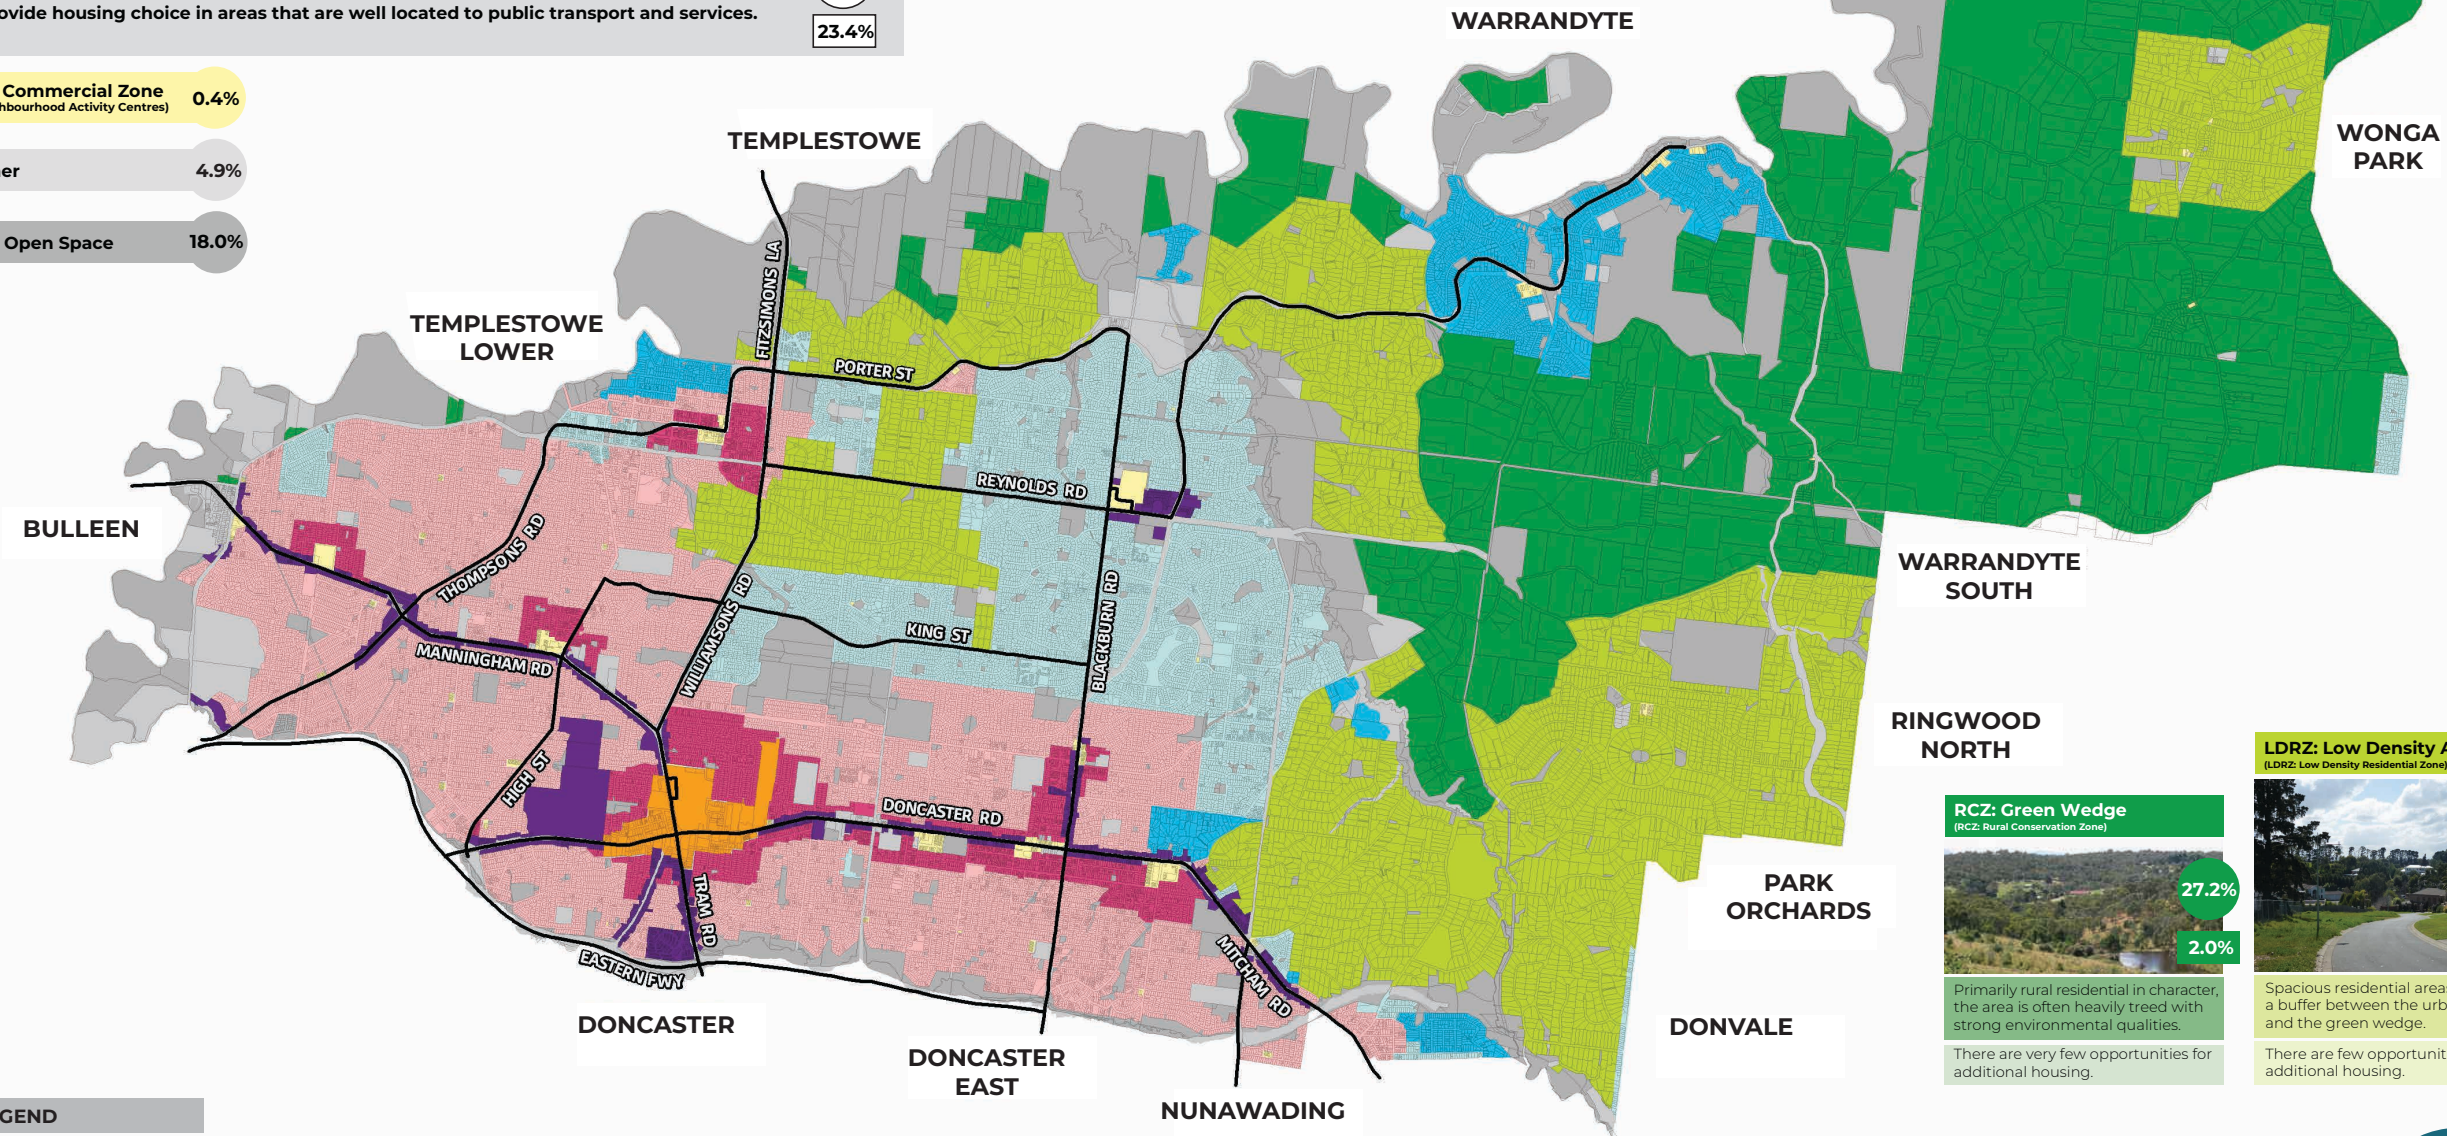 ovide housing choice in areas that are well located to public transport and services.
23.4%
Commercial Zone
hbourhood Activity Centres)
0.4%
er
4.9%
Open Space
18.0%
WARRANDYTE
TEMPLESTOWE
WONGA
PARK
TEMPLESTOWE
LOWER
FITZSIMONS LA
PORTER ST
REYNOLDS RD
BULLEEN
THOMPSONS RD
WARRANDYTE
SOUTH
MANNINGHAM RD
WILLIAMSONS RD
KING ST
BLACKBURN RD
RINGWOOD
NORTH
HIGH ST
DONCASTER RD
TRAM RD
EASTERN FWY
MITCHAM RD
PARK
ORCHARDS
DONCASTER
DONCASTER
EAST
DONVALE
NUNAWADING
RCZ: Green Wedge
(RCZ: Rural Conservation Zone)
27.2%
2.0%
Primarily rural residential in character,
the area is often heavily treed with
strong environmental qualities.
There are very few opportunities for
additional housing.
LDRZ: Low Density A
(LDRZ: Low Density Residential Zone)
Spacious residential areas
a buffer between the urb
and the green wedge.
There are few opportunit
additional housing.
GEND